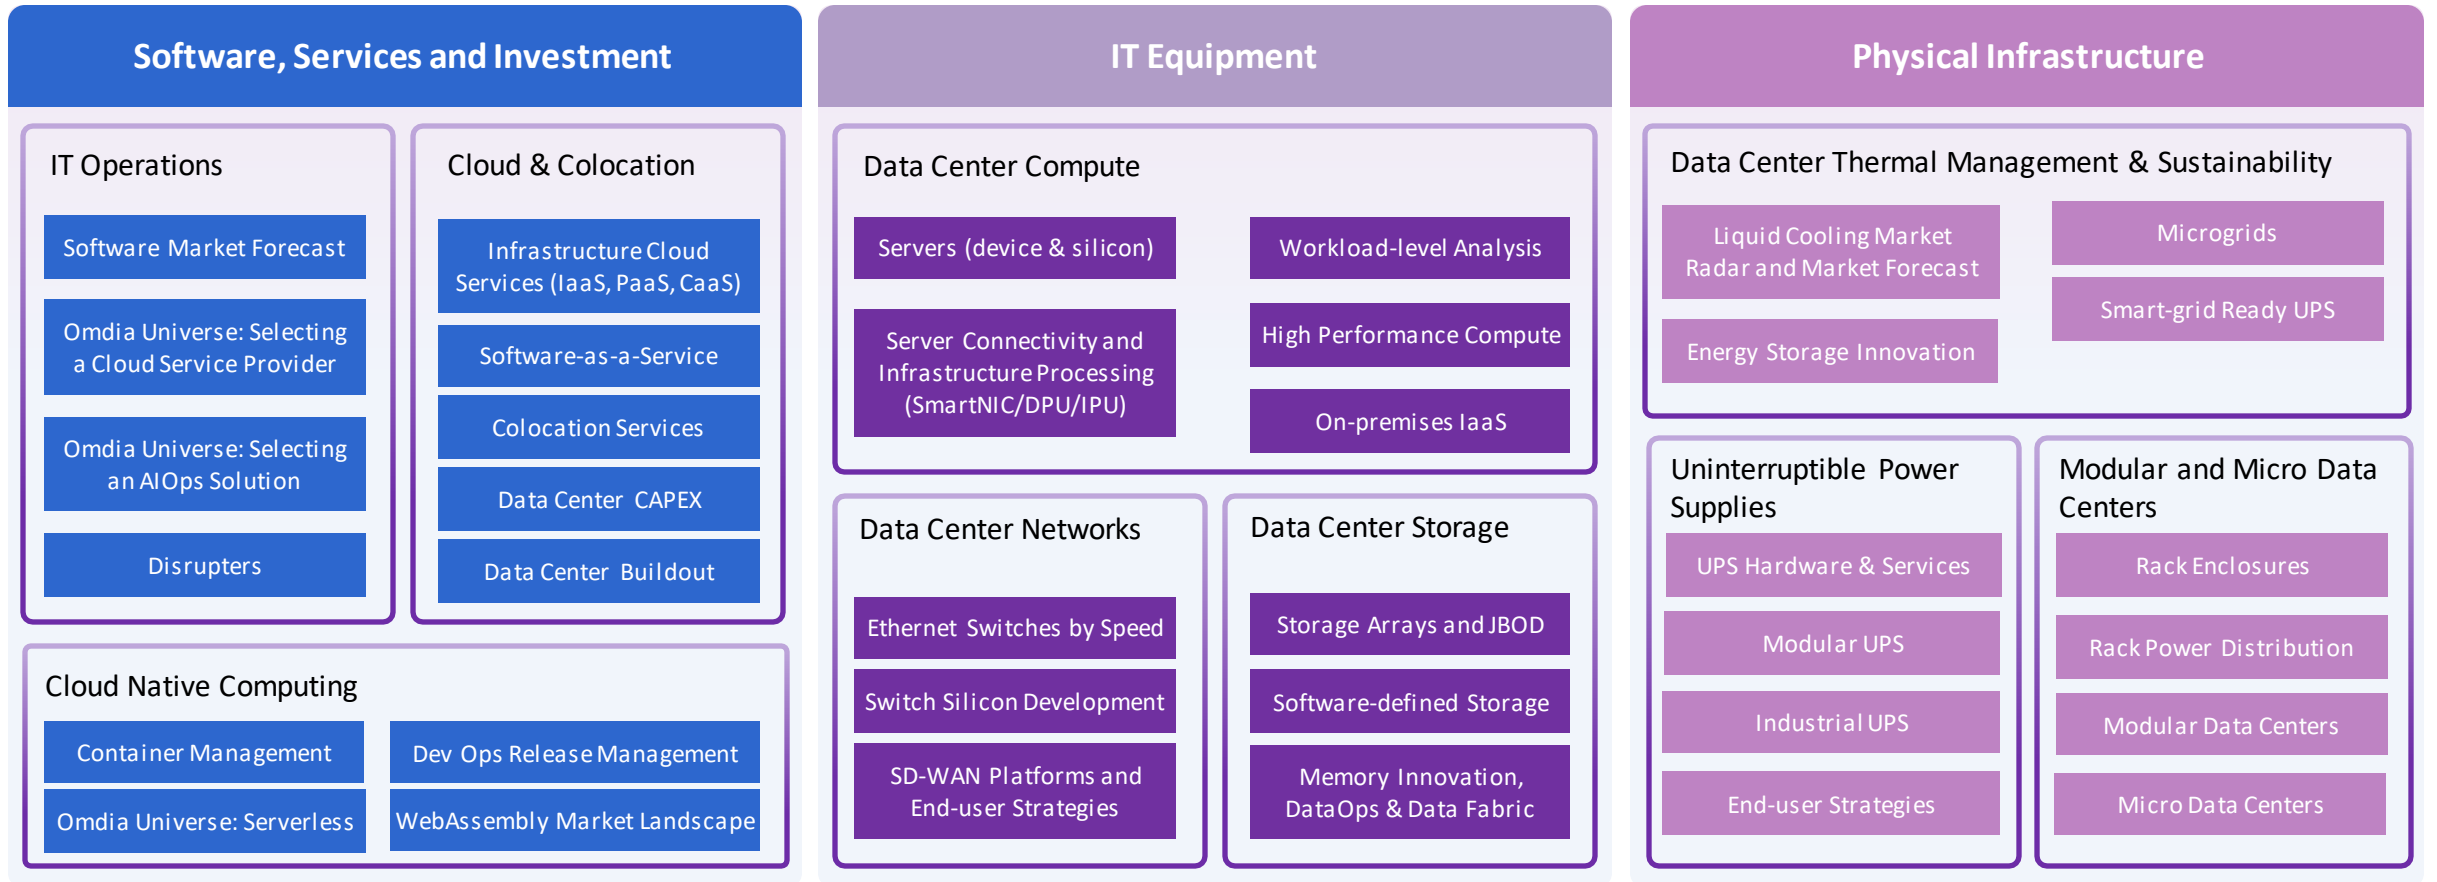 Software, Services and Investment
IT Operations
Software Market Forecast
Omdia Universe: Selecting
a Cloud Service Provider
Omdia Universe: Selecting
an AIOps Solution
Disrupters
Cloud & Colocation
Infrastructure Cloud
Services (IaaS, PaaS, CaaS)
Software-as-a-Service
Colocation Services
Data Center CAPEX
Data Center Buildout
Cloud Native Computing
Container Management
Dev Ops Release Management
Omdia Universe: Serverless
WebAssembly Market Landscape
IT Equipment
Data Center Compute
Servers (device & silicon)
Server Connectivity and
Infrastructure Processing
(SmartNIC/DPU/IPU)
Workload-level Analysis
High Performance Compute
On-premises IaaS
Data Center Networks
Ethernet Switches by Speed
Switch Silicon Development
SD-WAN Platforms and
End-user Strategies
Data Center Storage
Storage Arrays and JBOD
Software-defined Storage
Memory Innovation,
DataOps & Data Fabric
Physical Infrastructure
Data Center Thermal Management & Sustainability
Liquid Cooling Market
Radar and Market Forecast
Energy Storage Innovation
Microgrids
Smart-grid Ready UPS
Uninterruptible Power
Supplies
UPS Hardware & Services
Modular UPS
Industrial UPS
End-user Strategies
Modular and Micro Data
Centers
Rack Enclosures
Rack Power Distribution
Modular Data Centers
Micro Data Centers